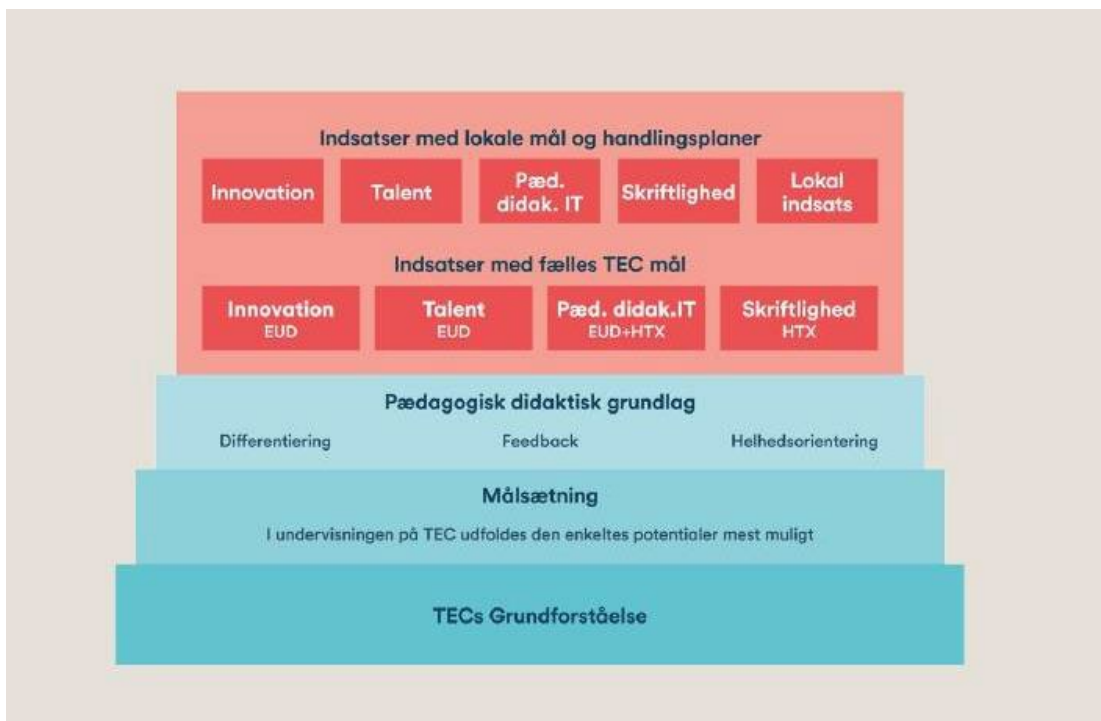 Indsatser med lokale mål og handlingsplaner
Innovation
Talent
Pæd.
didak. IT
Skriftlighed
Lokal
indsats
Indsatser med fælles TEC mål
Innovation
EUD
Talent
EUD
Pæd. didak.IT
EUD+HTX
Skriftlighed
HTX
Pædagogisk didaktisk grundlag
Differentiering
Feedback
Helhedsorientering
Målsætning
I undervisningen på TEC udfoldes den enkeltes potentialer mest muligt
TECs Grundforståelse